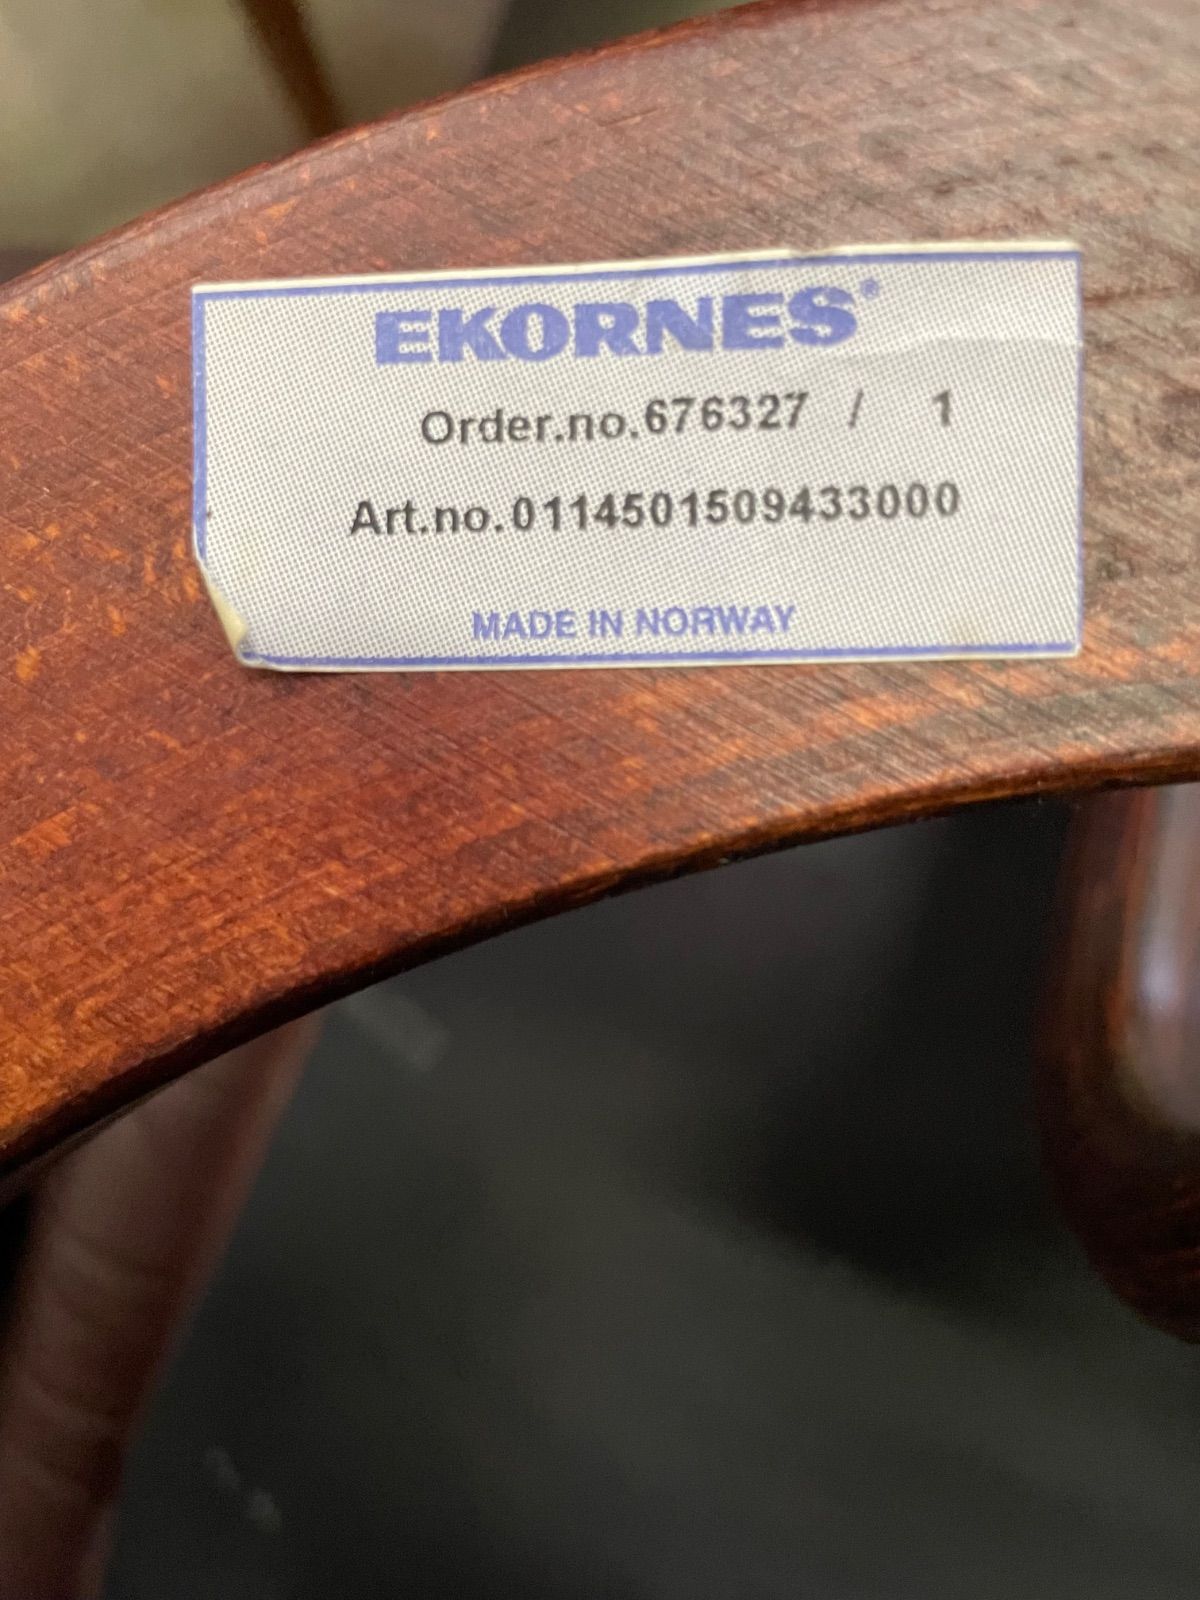 EKORNES®
Order.no.676327 / 1
Art.no.0114501509433000
MADE IN NORWAY